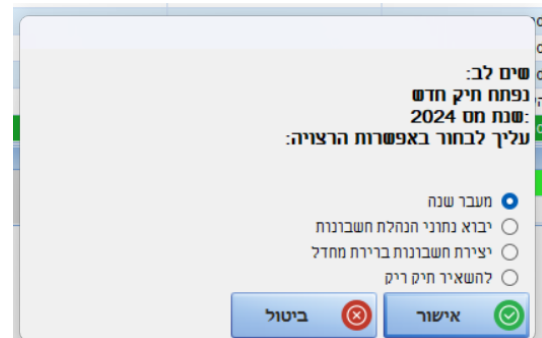 שים לב:
נפתח תיק חדש
שנת מס 2024:
עליך לבחור באפשרות הרצויה:
מעבר שנה
יבוא נתוני הנהלת חשבונות
יצירת חשבונות ברירת מחדל
להשאיר תיק ריק
אישור
ביטול